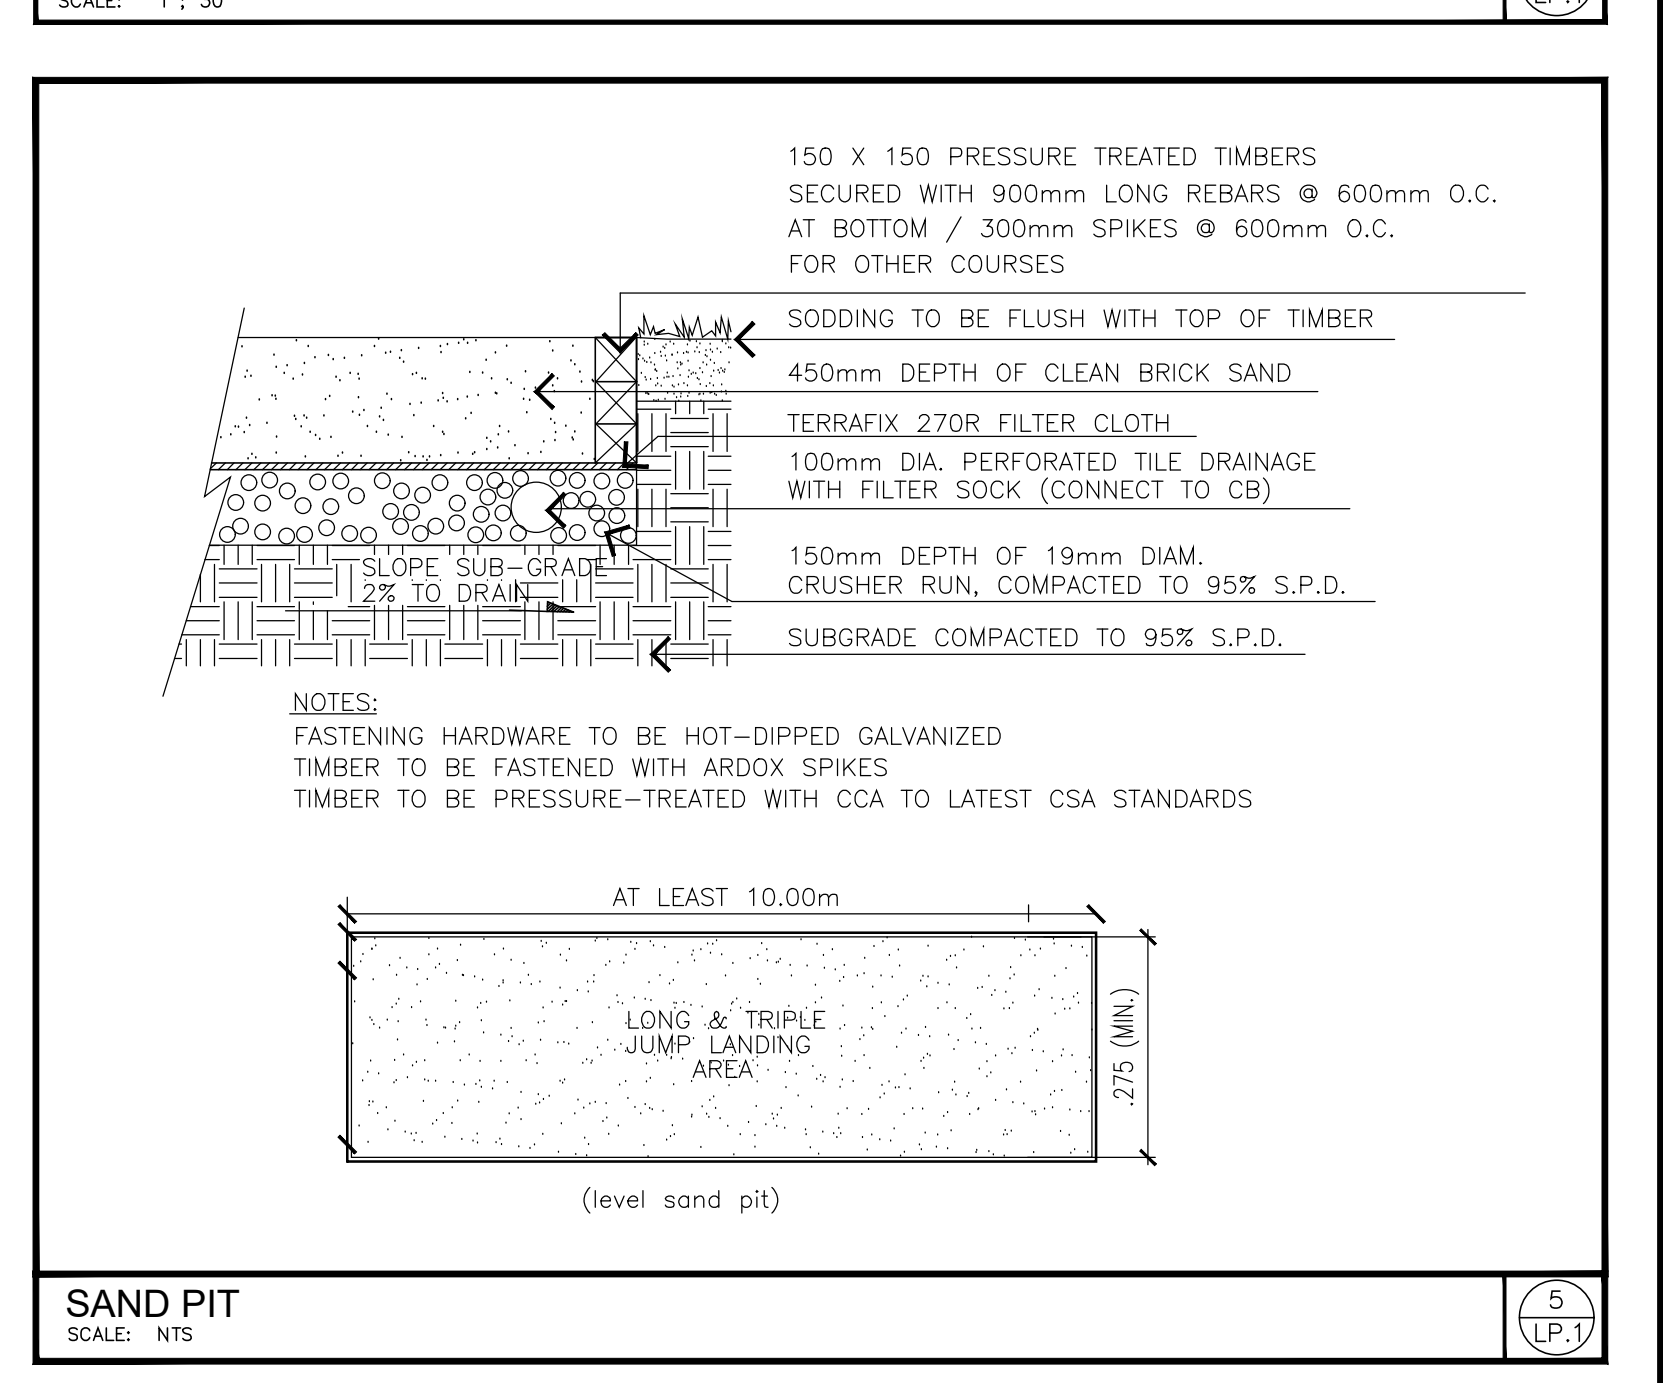 SCALE: 1 ; 50
LP.1
150 X 150 PRESSURE TREATED TIMBERS
SECURED WITH 900mm LONG REBARS @ 600mm O.C.
AT BOTTOM / 300mm SPIKES @ 600mm O.C.
FOR OTHER COURSES
SODDING TO BE FLUSH WITH TOP OF TIMBER
450mm DEPTH OF CLEAN BRICK SAND
TERRAFIX 270R FILTER CLOTH
100mm DIA. PERFORATED TILE DRAINAGE
WITH FILTER SOCK (CONNECT TO CB)
150mm DEPTH OF 19mm DIAM.
CRUSHER RUN, COMPACTED TO 95% S.P.D.
SLOPE SUB-GRADE
2% TO DRAIN
SUBGRADE COMPACTED TO 95% S.P.D.
NOTES:
FASTENING HARDWARE TO BE HOT-DIPPED GALVANIZED
TIMBER TO BE FASTENED WITH ARDOX SPIKES
TIMBER TO BE PRESSURE-TREATED WITH CCA TO LATEST CSA STANDARDS
AT LEAST 10.00m
LONG & TRIPLE
JUMP LANDING
AREA
.275 (MIN.)
(level sand pit)
SAND PIT
SCALE: NTS
5
LP.1